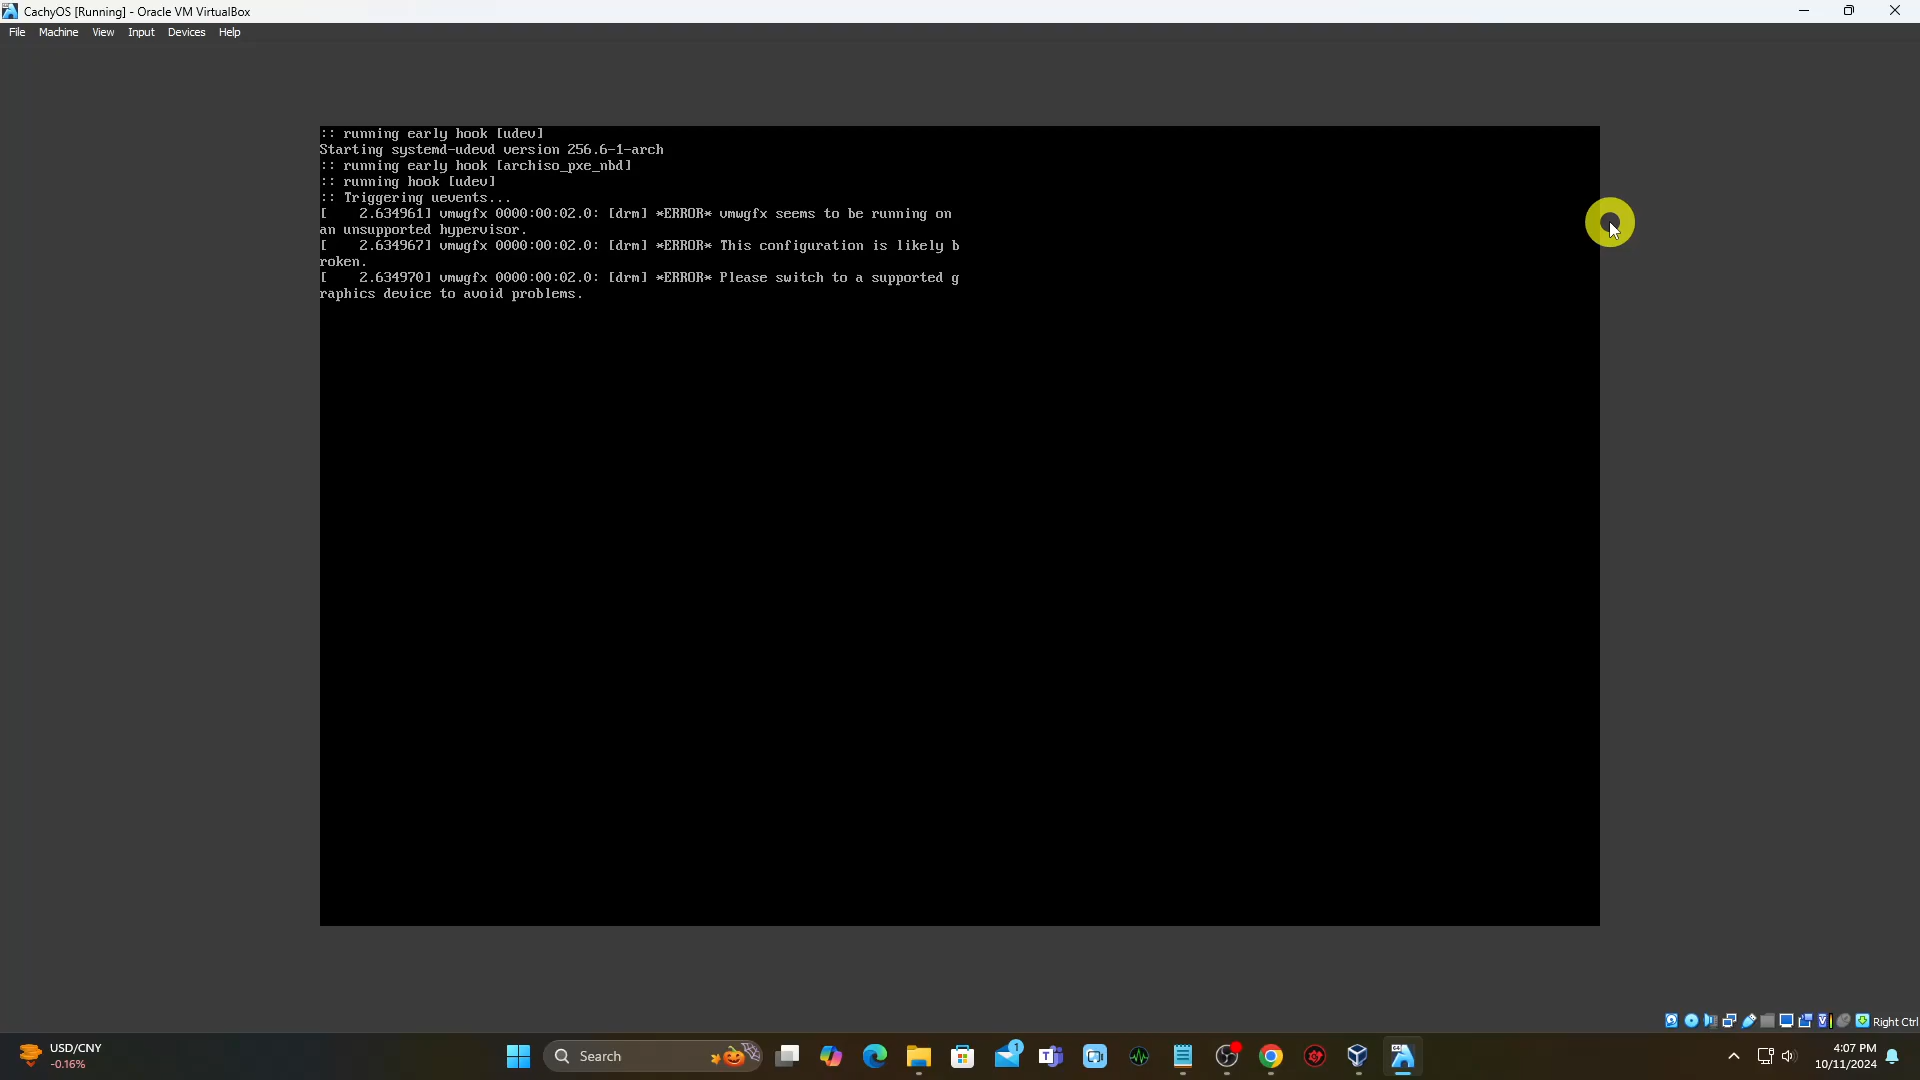 CachyOS [Running] - Oracle VM VirtualBox
File Machine View Input Devices Help
:: running early hook [udev]
Starting systemd-udevd version 256.6-1-arch
:: running early hook [archiso_pxe_nbd]
:: running hook [udev]
:: Triggering uevents...
[    2.634961] vmwgfx 0000:00:02.0: [drm] *ERROR* vmwgfx seems to be running on
an unsupported hypervisor.
[    2.634967] vmwgfx 0000:00:02.0: [drm] *ERROR* This configuration is likely b
roken.
[    2.634970] vmwgfx 0000:00:02.0: [drm] *ERROR* Please switch to a supported g
raphics device to avoid problems.
Right Ctrl
USD/CNY
-0.16%
Search
1
4:07 PM
10/11/2024